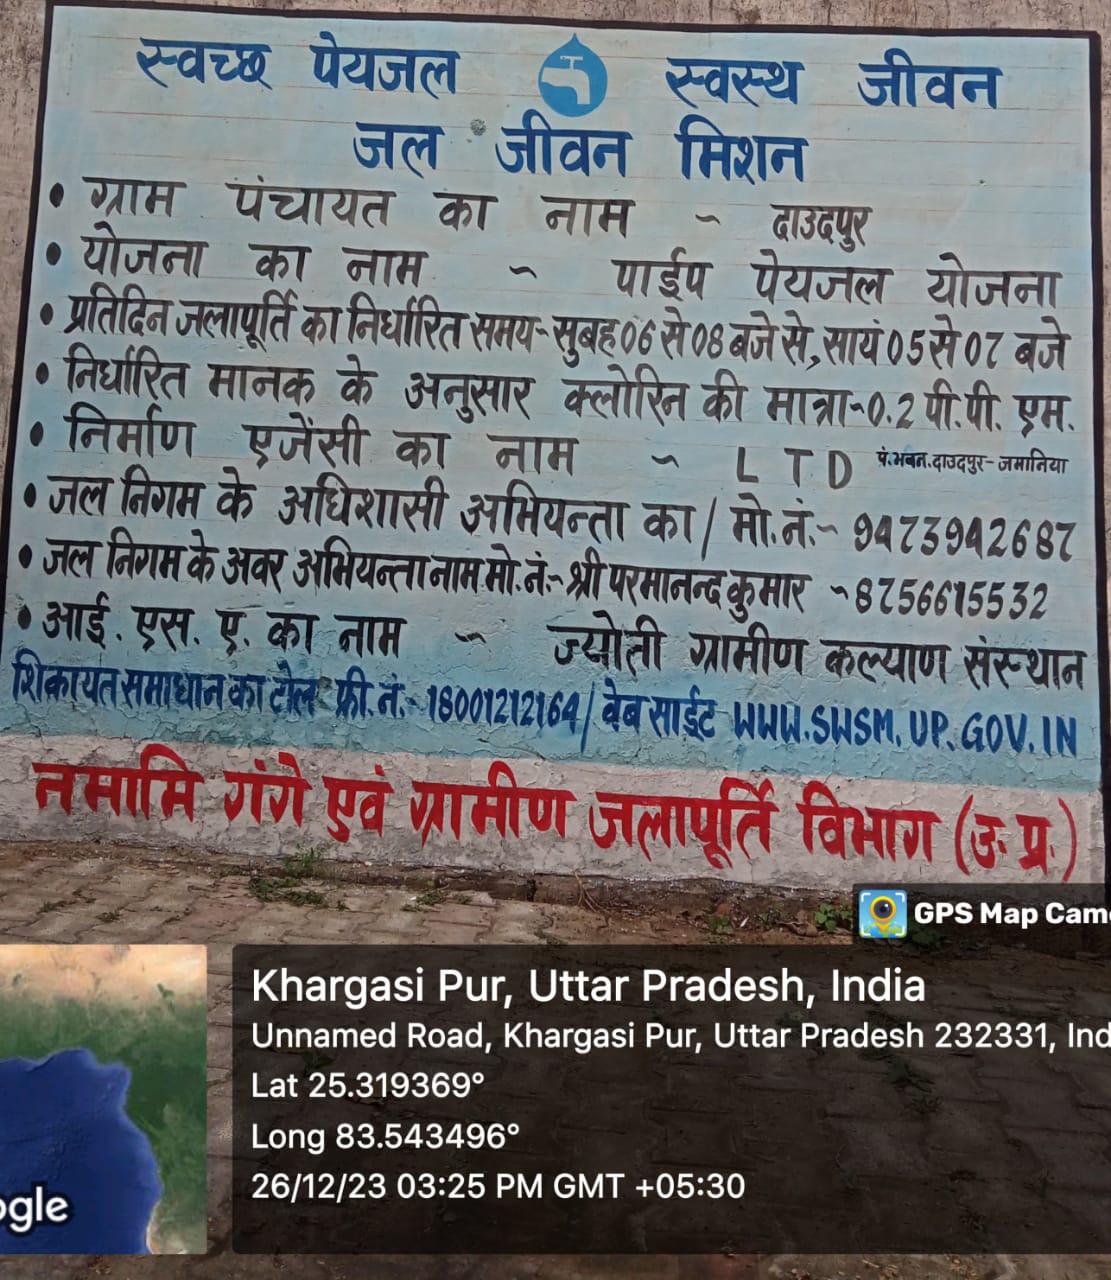 स्वच्छ पेयजल स्वस्थ जीवन
जल जीवन मिशन
• ग्राम पंचायत का नाम ~ दाउदपुर
• योजना का नाम ~ पाईप पेयजल योजना
• प्रतिदिन जलापूर्ति का निर्धारित समय-सुबह 06 से 08 बजे से, सायं 05 से 07 बजे
• निर्धारित मानक के अनुसार क्लोरिन की मात्रा-0.2 पी.पी. एम.
• निर्माण एजेंसी का नाम ~ LTD पं.भवन.दाउदपुर-जमानिया
• जल निगम के अधिशासी अभियन्ता का / मो.नं.- 9473942687
• जल निगम के अवर अभियन्ता नाम मो.नं.- श्री परमानन्द कुमार ~8756615532
• आई. एस. ए. का नाम ~ ज्योती ग्रामीण कल्याण संस्थान
शिकायत समाधान का टोल फ्री.नं.- 18001212164/ वेब साईट WWW.SWSM.UP.GOV.IN
नमामि गंगे एवं ग्रामीण जलापूर्ति विभाग (उ.प्र.)
GPS Map Came
Khargasi Pur, Uttar Pradesh, India
Unnamed Road, Khargasi Pur, Uttar Pradesh 232331, Ind
Lat 25.319369°
Long 83.543496°
26/12/23 03:25 PM GMT +05:30
ogle